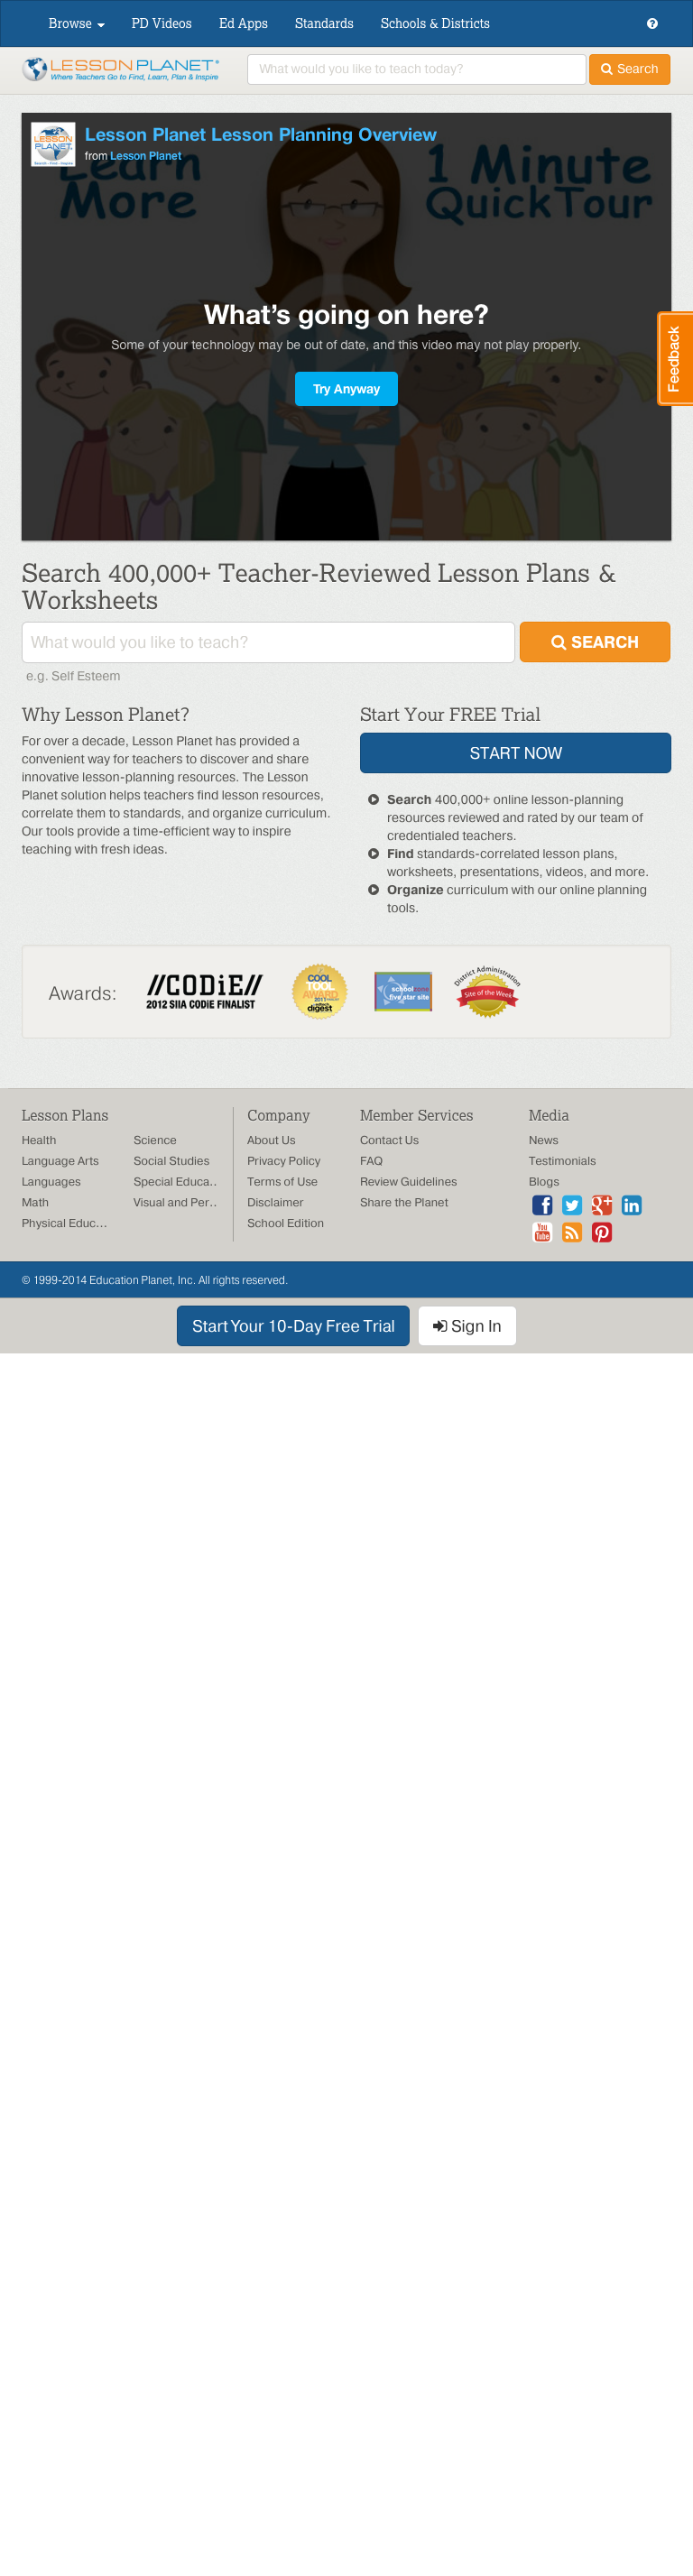 Browse
PD Videos
Ed Apps
Standards
Schools & Districts
LESSONPLANET
Where Teachers Go to Find, Learn, Plan & Inspire
What would you like to teach today?
Search
Lesson Planet Lesson Planning Overview
from Lesson Planet
LESSON
PLANET
Learn
More
1 Minute
QuickTour
What’s going on here?
Some of your technology may be out of date, and this video may not play properly.
Try Anyway
8
Feedback
Search 400,000+ Teacher-Reviewed Lesson Plans &
Worksheets
What would you like to teach?
SEARCH
e.g. Self Esteem
Why Lesson Planet?
For over a decade, Lesson Planet has provided a
convenient way for teachers to discover and share
innovative lesson-planning resources. The Lesson
Planet solution helps teachers find lesson resources,
correlate them to standards, and organize curriculum.
Our tools provide a time-efficient way to inspire
teaching with fresh ideas.
Start Your FREE Trial
START NOW
Search 400,000+ online lesson-planning
resources reviewed and rated by our team of
credentialed teachers.
Find standards-correlated lesson plans,
worksheets, presentations, videos, and more.
Organize curriculum with our online planning
tools.
Awards:
//CODiE//
2012 SIIA CODiE FINALIST
COOL
TOOL
AWARD
digest
schoolzone
five star site
District Administration
Site of the Week
Lesson Plans
Health
Language Arts
Languages
Math
Physical Educ...
Science
Social Studies
Special Educa..
Visual and Per..
Company
About Us
Privacy Policy
Terms of Use
Disclaimer
School Edition
Member Services
Contact Us
FAQ
Review Guidelines
Share the Planet
Media
News
Testimonials
Blogs
You
Tube
© 1999-2014 Education Planet, Inc. All rights reserved.
Start Your 10-Day Free Trial
Sign In